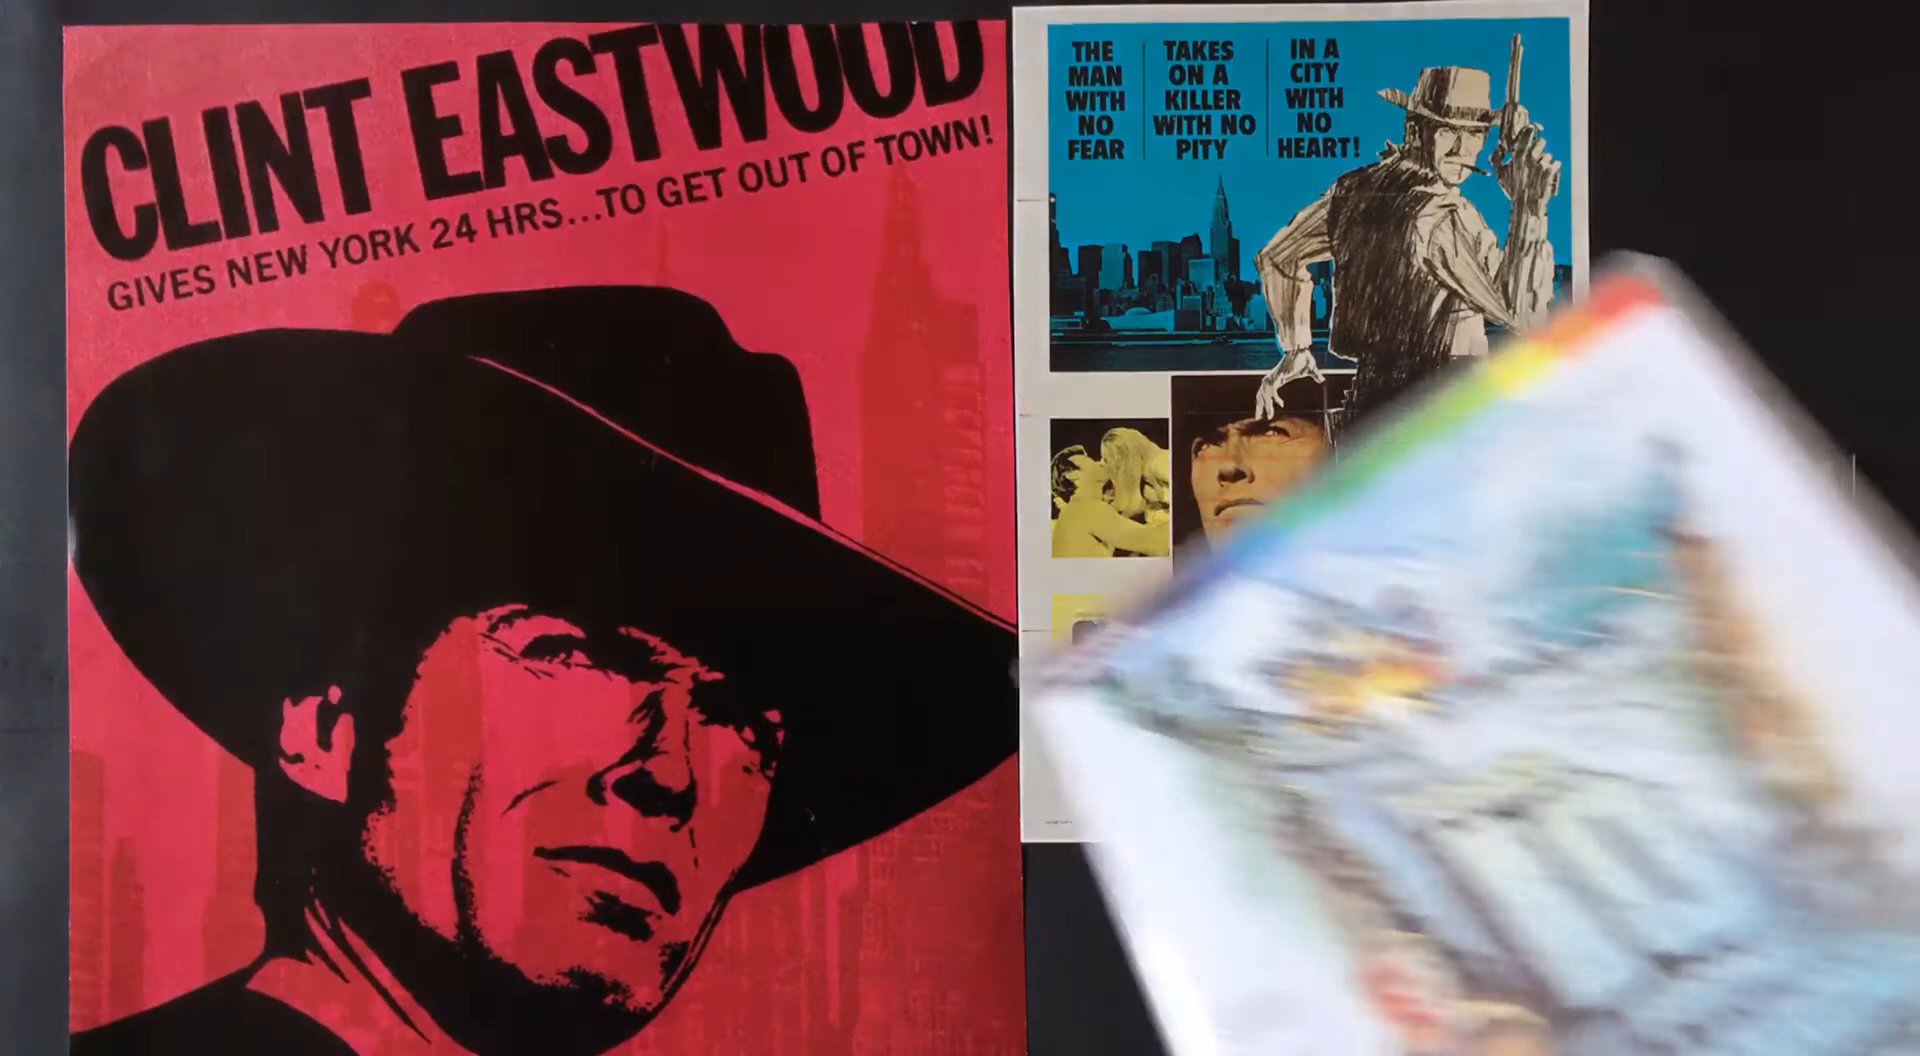 CLINT EASTWOOD
GIVES NEW YORK 24 HRS...TO GET OUT OF TOWN!
THE
MAN
WITH
NO
FEAR
TAKES
ON A
KILLER
WITH NO
PITY
IN A
CITY
WITH
NO
HEART!